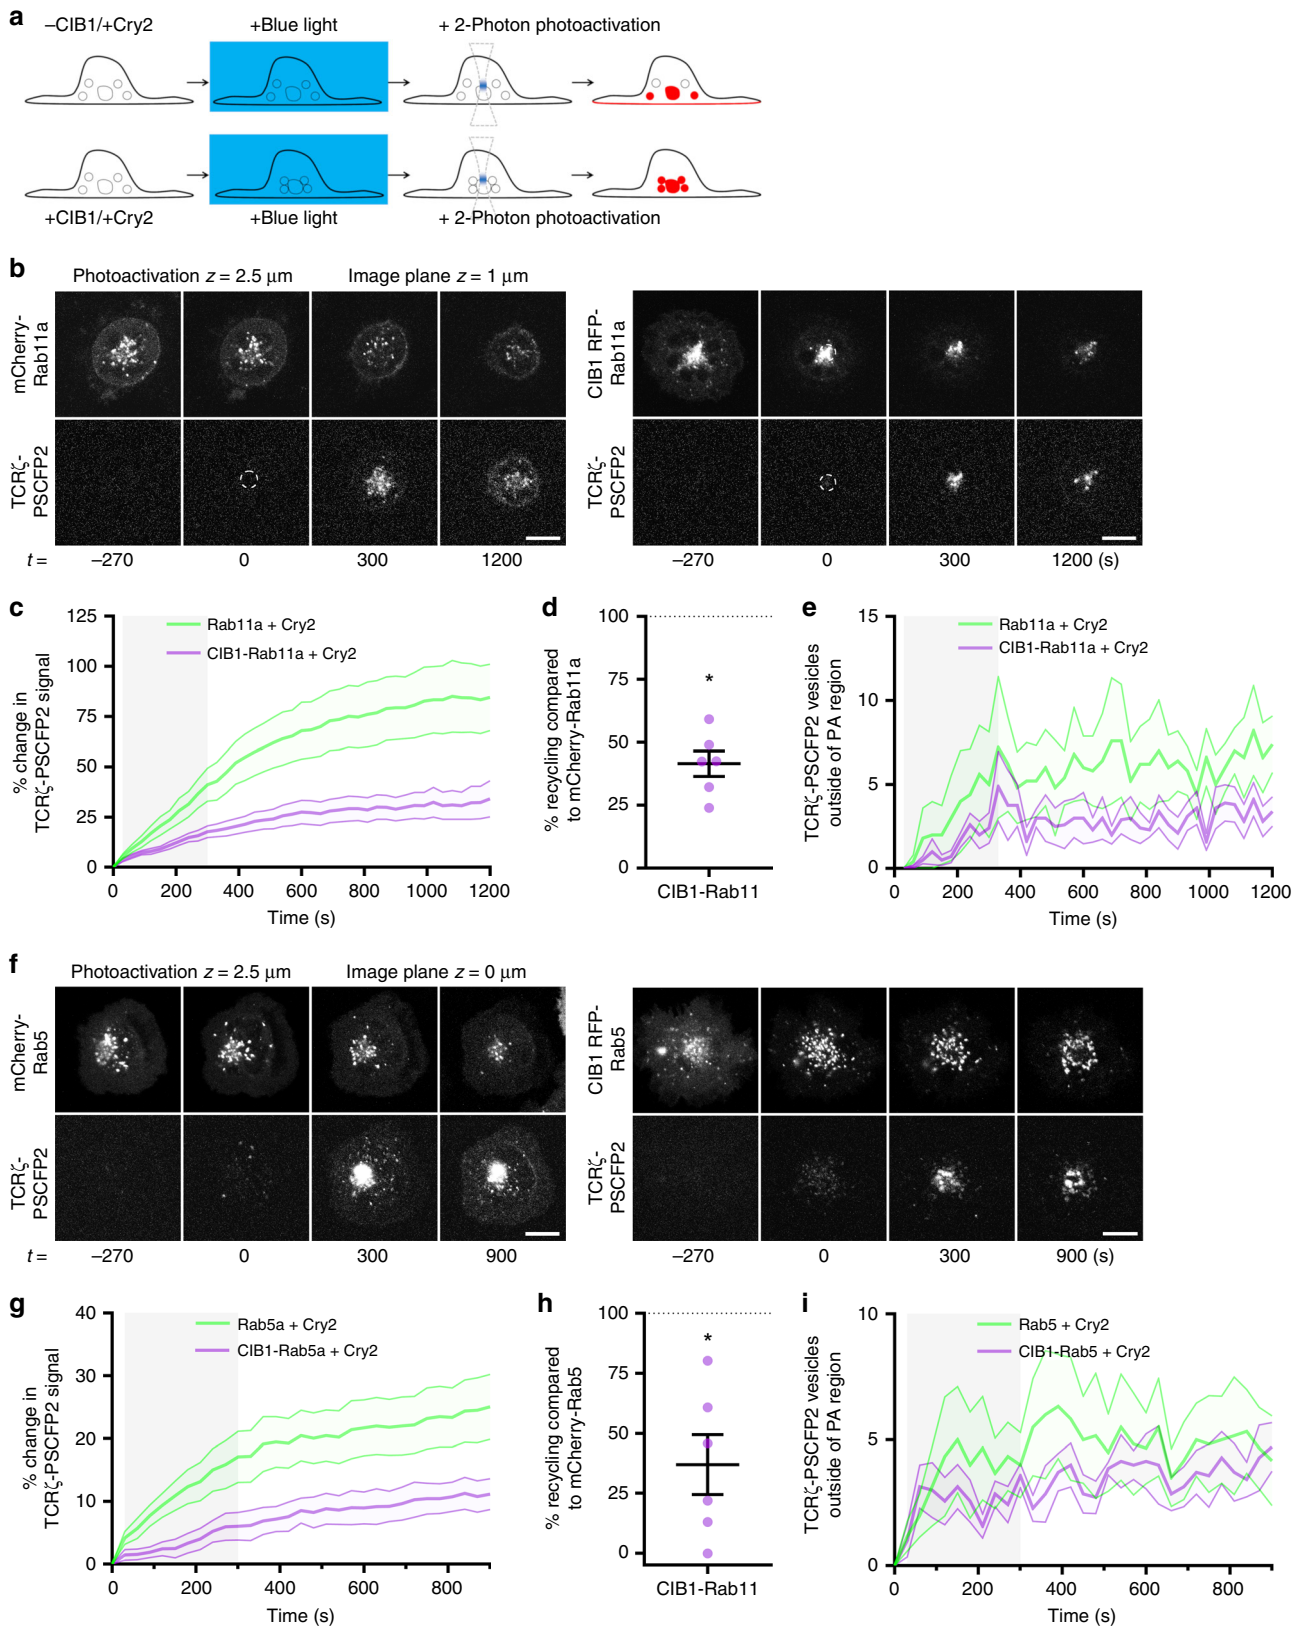 a
–CIB1/+Cry2
+Blue light
+ 2-Photon photoactivation
+CIB1/+Cry2
+Blue light
+ 2-Photon photoactivation
b
Photoactivation z = 2.5 μm
Image plane z = 1 μm
mCherry-
Rab11a
CIB1 RFP-
Rab11a
TCRζ-
PSCFP2
TCRζ-
PSCFP2
t = –270 0 300 1200
–270 0 300 1200 (s)
c
% change in
TCRζ-PSCFP2 signal
125
100
75
50
25
0
Rab11a + Cry2
CIB1-Rab11a + Cry2
0 200 400 600 800 1000 1200
Time (s)
d
% recycling compared
to mCherry-Rab11a
100
75
50
25
0
*
CIB1-Rab11
e
TCRζ-PSCFP2 vesicles
outside of PA region
15
10
5
0
Rab11a + Cry2
CIB1-Rab11a + Cry2
0 200 400 600 800 1000 1200
Time (s)
f
Photoactivation z = 2.5 μm
Image plane z = 0 μm
mCherry-
Rab5
CIB1 RFP-
Rab5
TCRζ-
PSCFP2
TCRζ-
PSCFP2
t = –270 0 300 900
–270 0 300 900 (s)
g
% change in
TCRζ-PSCFP2 signal
40
30
20
10
0
Rab5a + Cry2
CIB1-Rab5a + Cry2
0 200 400 600 800
Time (s)
h
% recycling compared
to mCherry-Rab5
100
75
50
25
0
*
CIB1-Rab11
i
TCRζ-PSCFP2 vesicles
outside of PA region
10
5
0
Rab5 + Cry2
CIB1-Rab5 + Cry2
0 200 400 600 800
Time (s)